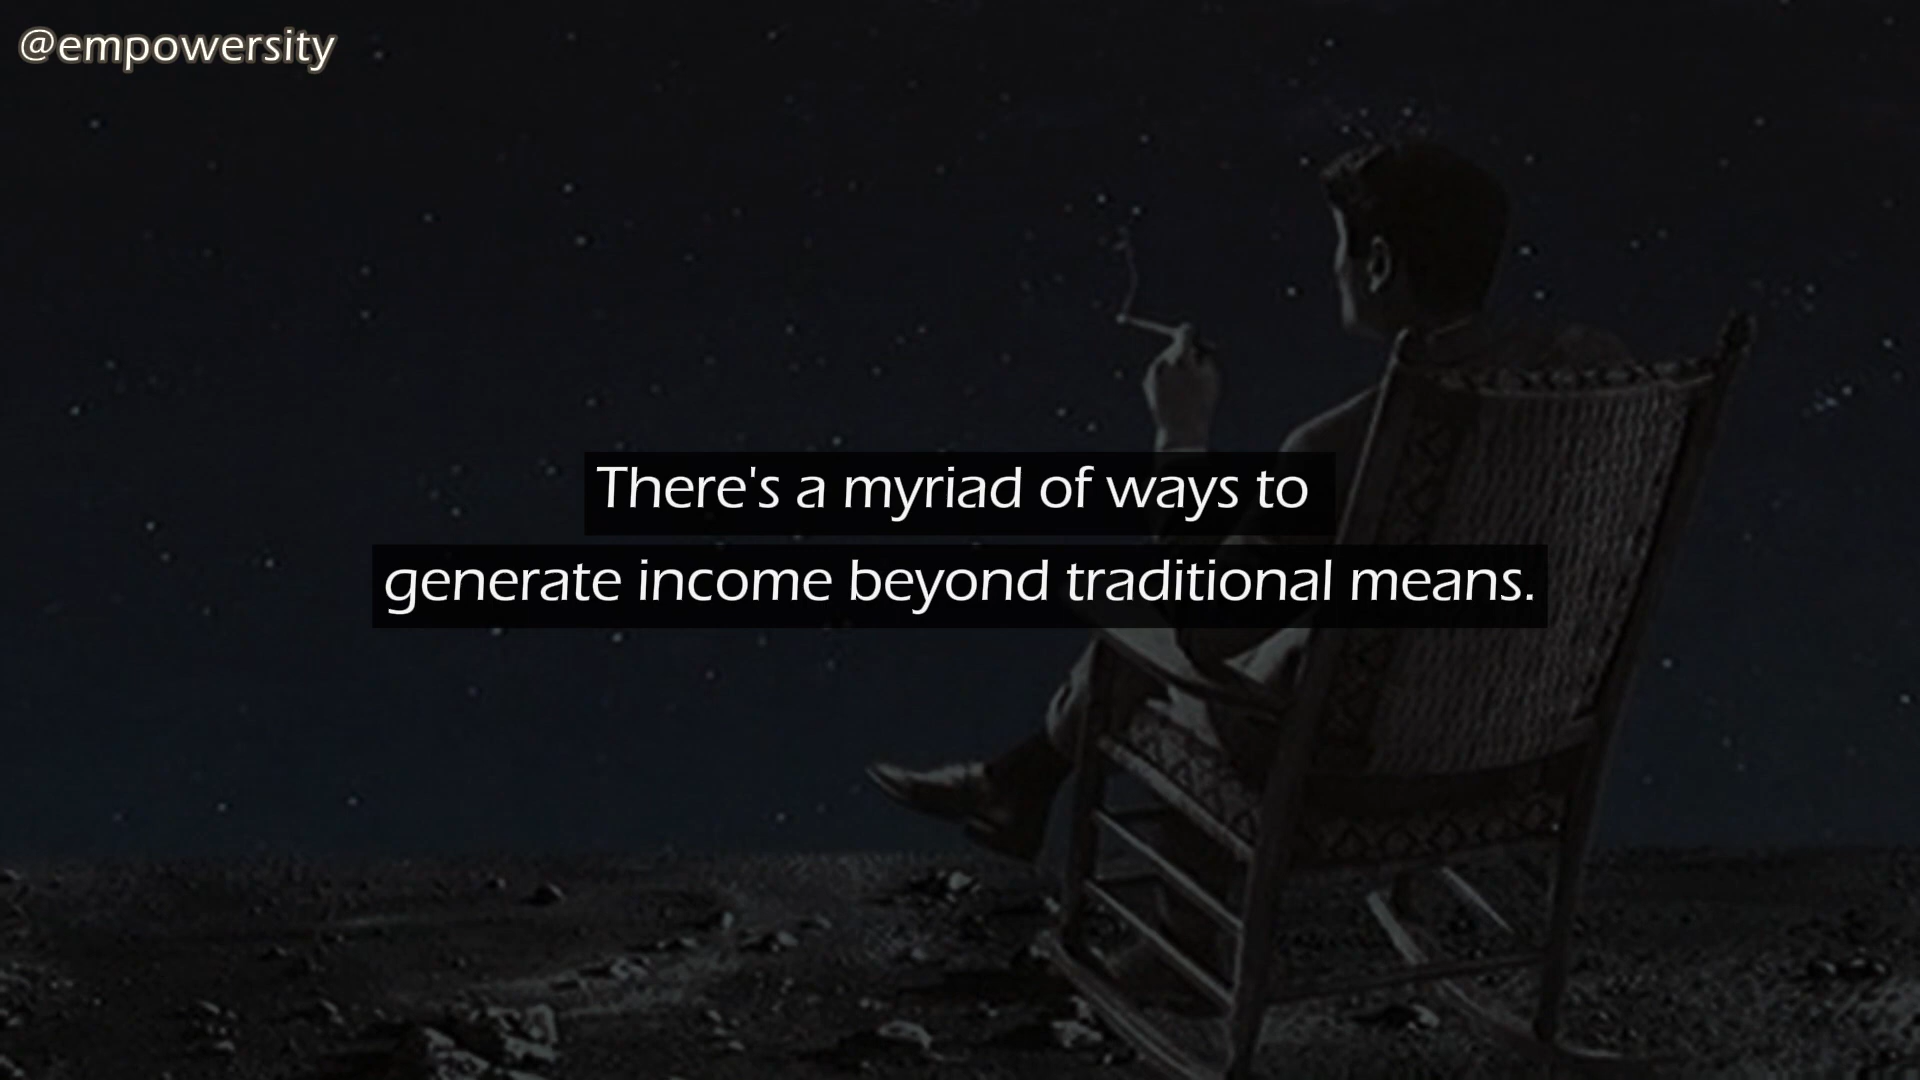 @empowersity
There's a myriad of ways to
generate income beyond traditional means.